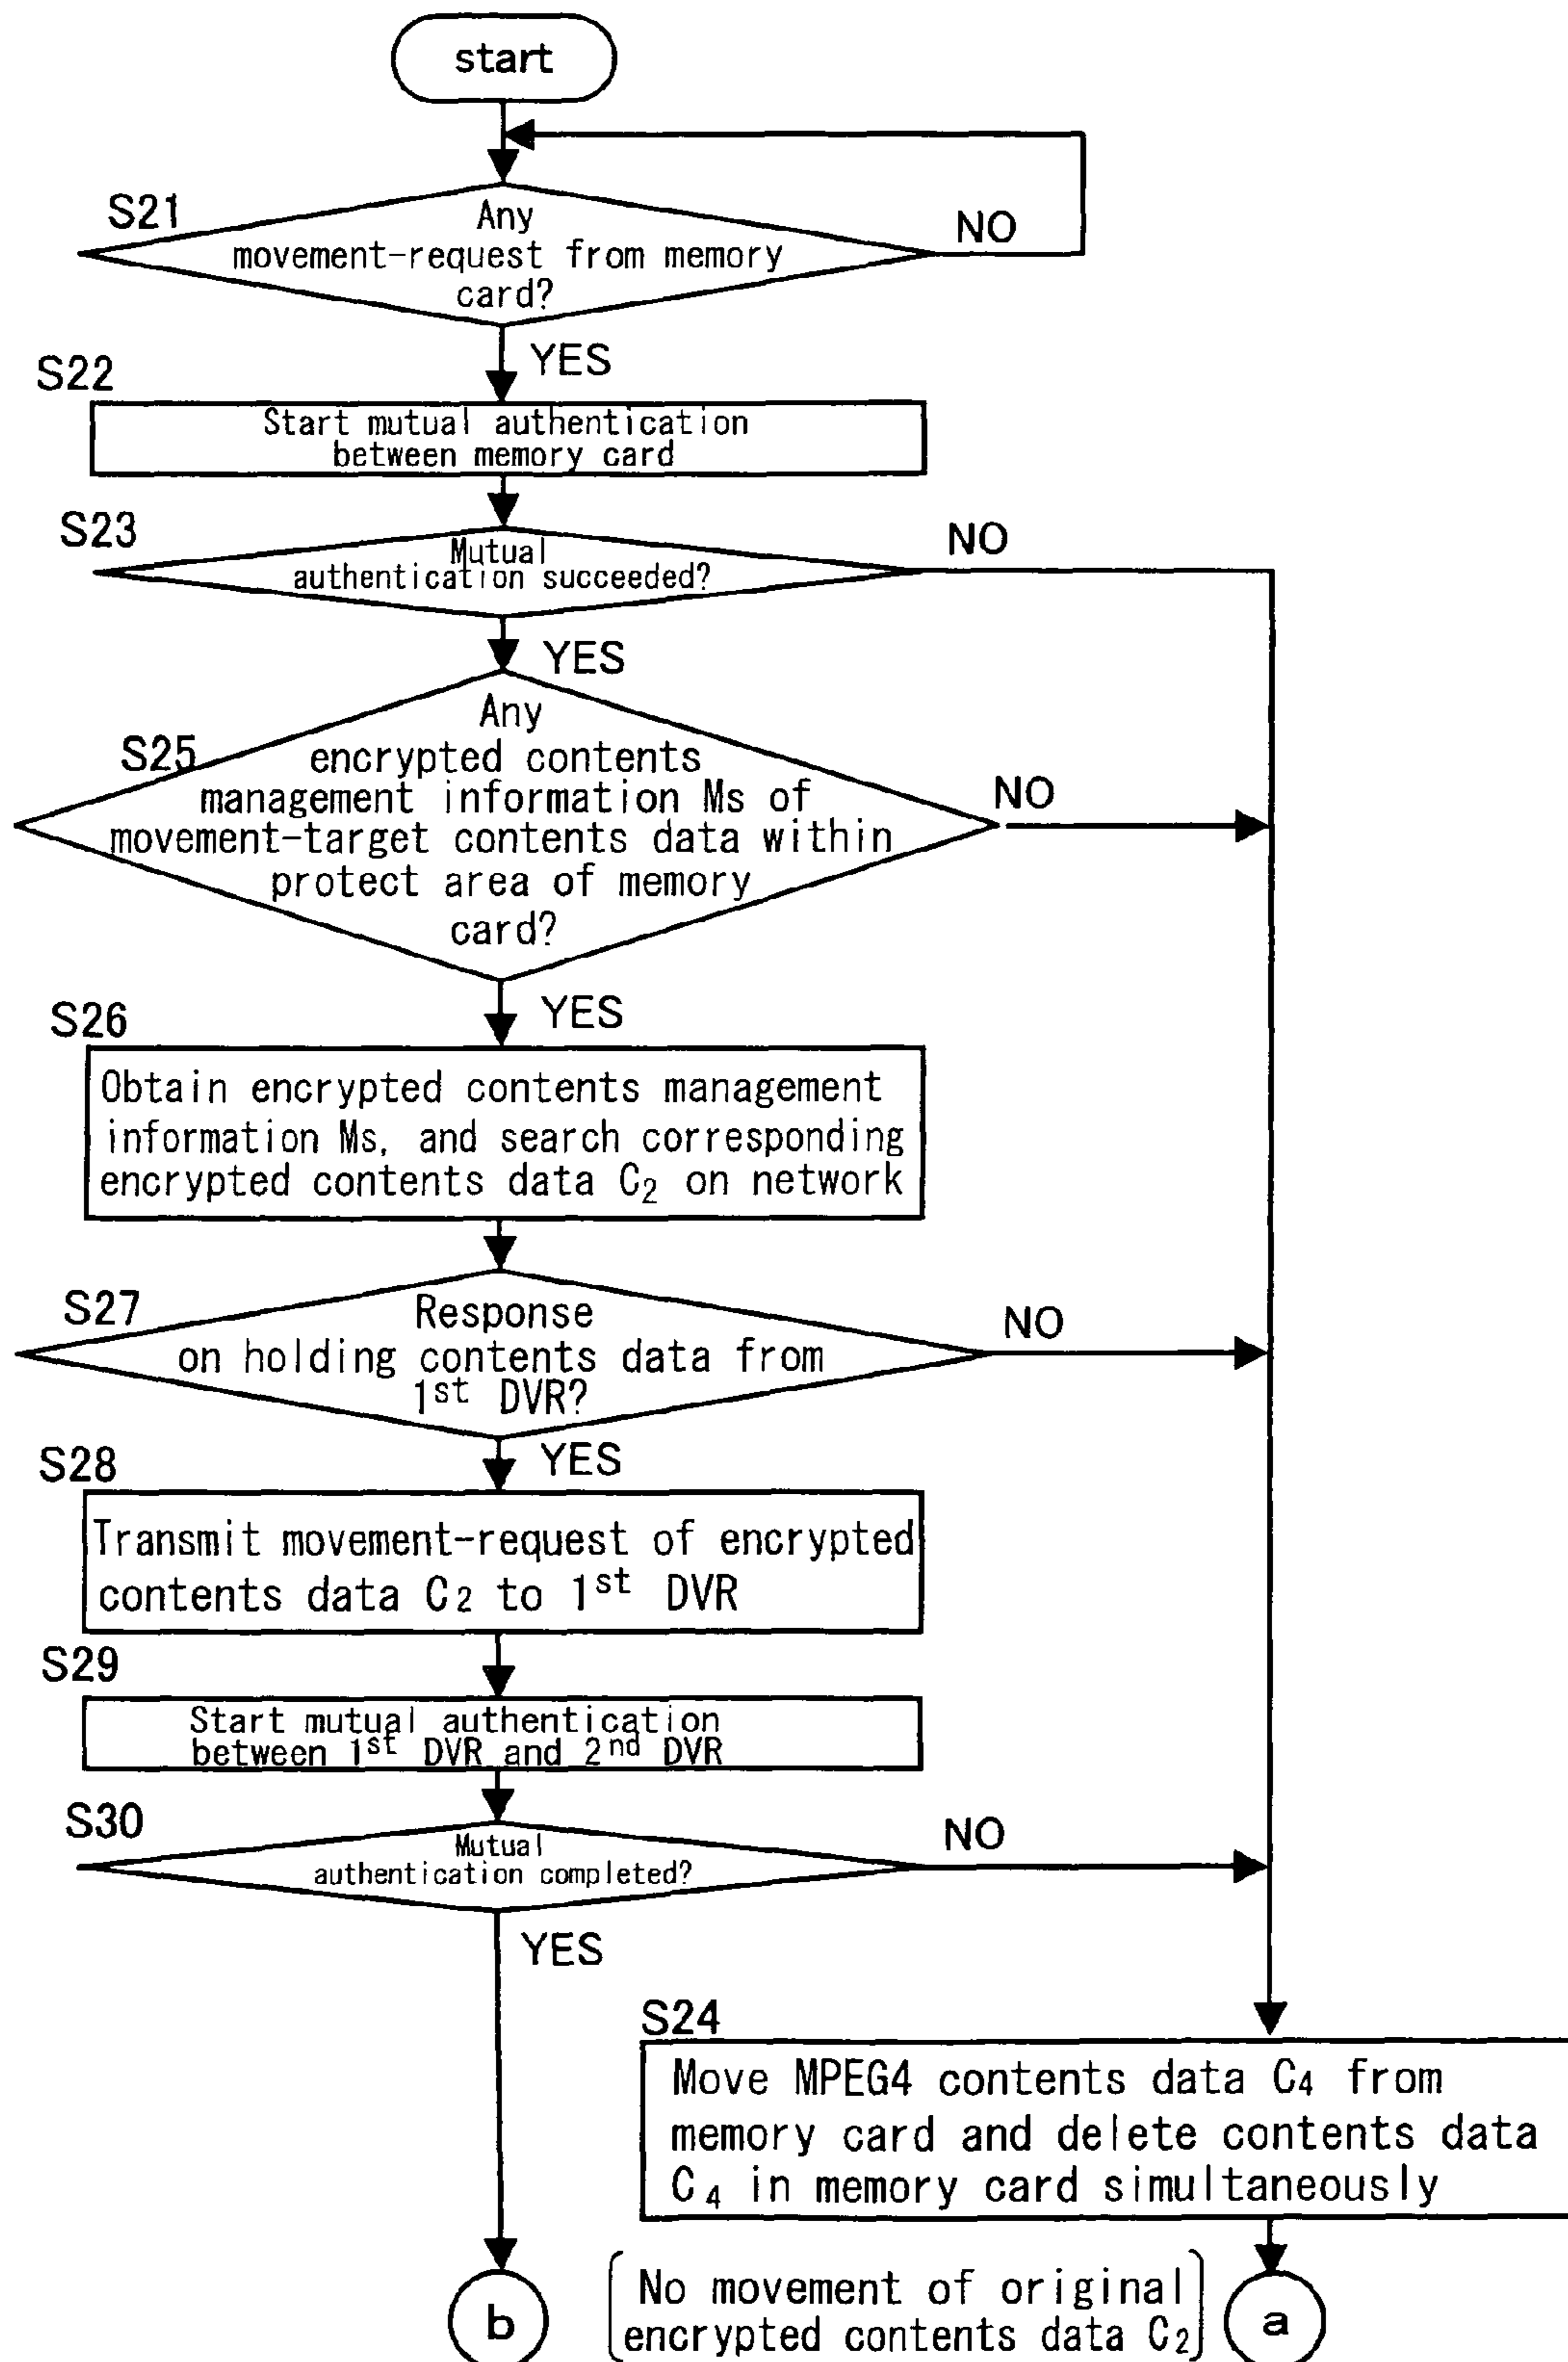 start
S21
Any
movement-request from memory
card?
NO
YES
S22
Start mutual authentication
between memory card
S23
Mutual
authentication succeeded?
NO
YES
S25
Any
encrypted contents
management information Ms of
movement-target contents data within
protect area of memory
card?
NO
YES
S26
Obtain encrypted contents management
information Ms, and search corresponding
encrypted contents data C2 on network
S27
Response
on holding contents data from
1st DVR?
NO
YES
S28
Transmit movement-request of encrypted
contents data C2 to 1st DVR
S29
Start mutual authentication
between 1st DVR and 2nd DVR
S30
Mutual
authentication completed?
NO
YES
S24
Move MPEG4 contents data C4 from
memory card and delete contents data
C4 in memory card simultaneously
b
No movement of original
encrypted contents data C2
a